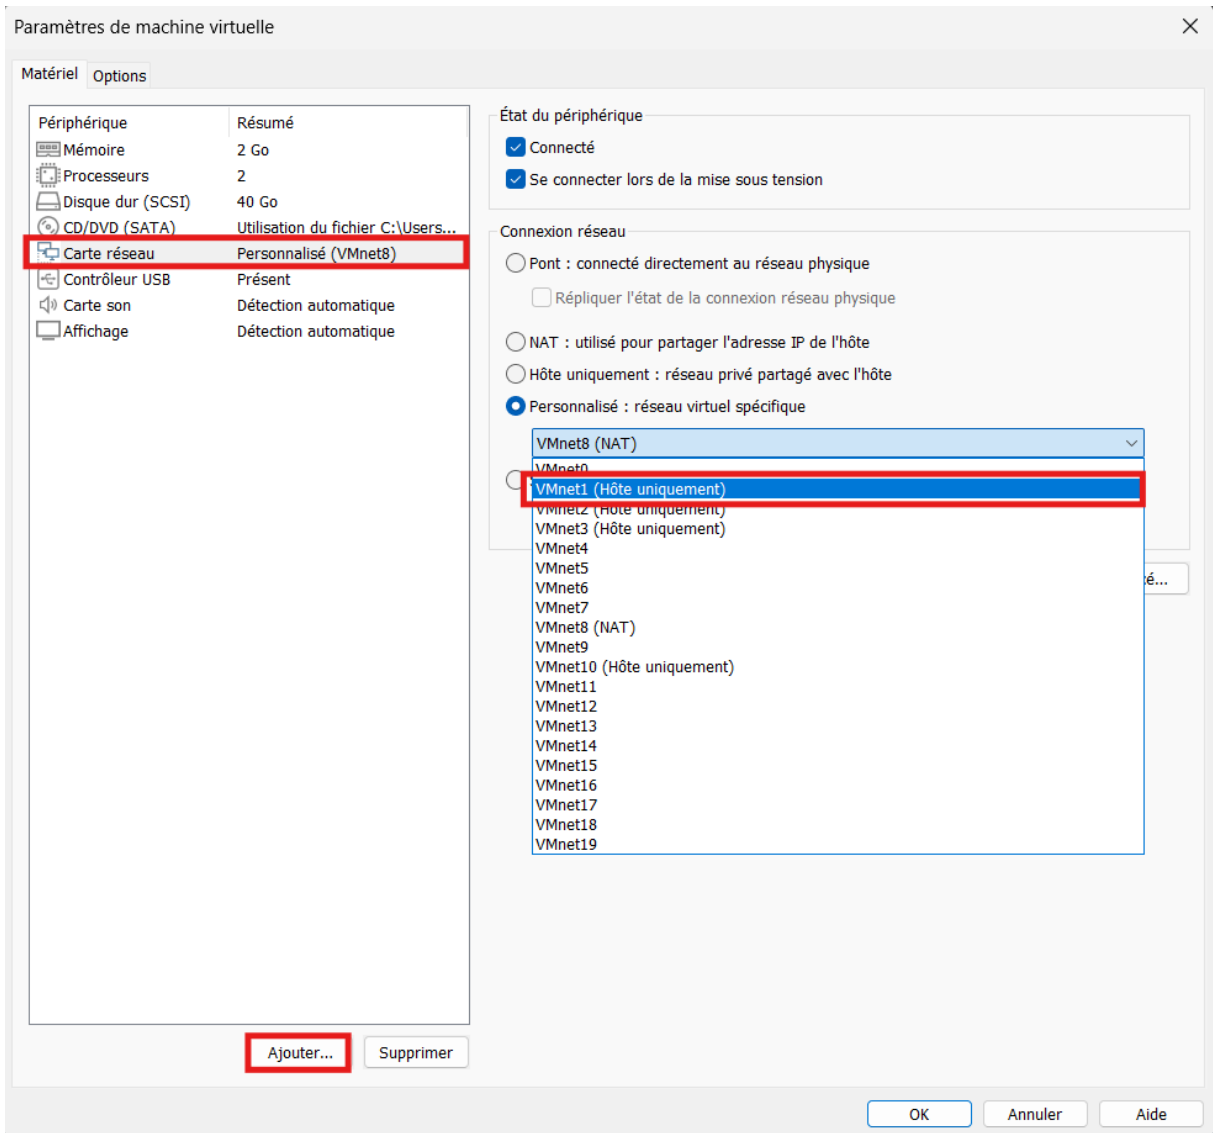 Paramètres de machine virtuelle
Matériel Options
Périphérique Résumé
Mémoire 2 Go
Processeurs 2
Disque dur (SCSI) 40 Go
CD/DVD (SATA) Utilisation du fichier C:\Users...
Carte réseau Personnalisé (VMnet8)
Contrôleur USB Présent
Carte son Détection automatique
Affichage Détection automatique
Ajouter... Supprimer
État du périphérique
Connecté
Se connecter lors de la mise sous tension
Connexion réseau
Pont : connecté directement au réseau physique
Répliquer l'état de la connexion réseau physique
NAT : utilisé pour partager l'adresse IP de l'hôte
Hôte uniquement : réseau privé partagé avec l'hôte
Personnalisé : réseau virtuel spécifique
VMnet8 (NAT)
VMnet0
VMnet1 (Hôte uniquement)
VMnet2 (Hôte uniquement)
VMnet3 (Hôte uniquement)
VMnet4
VMnet5
VMnet6
VMnet7
VMnet8 (NAT)
VMnet9
VMnet10 (Hôte uniquement)
VMnet11
VMnet12
VMnet13
VMnet14
VMnet15
VMnet16
VMnet17
VMnet18
VMnet19
OK Annuler Aide